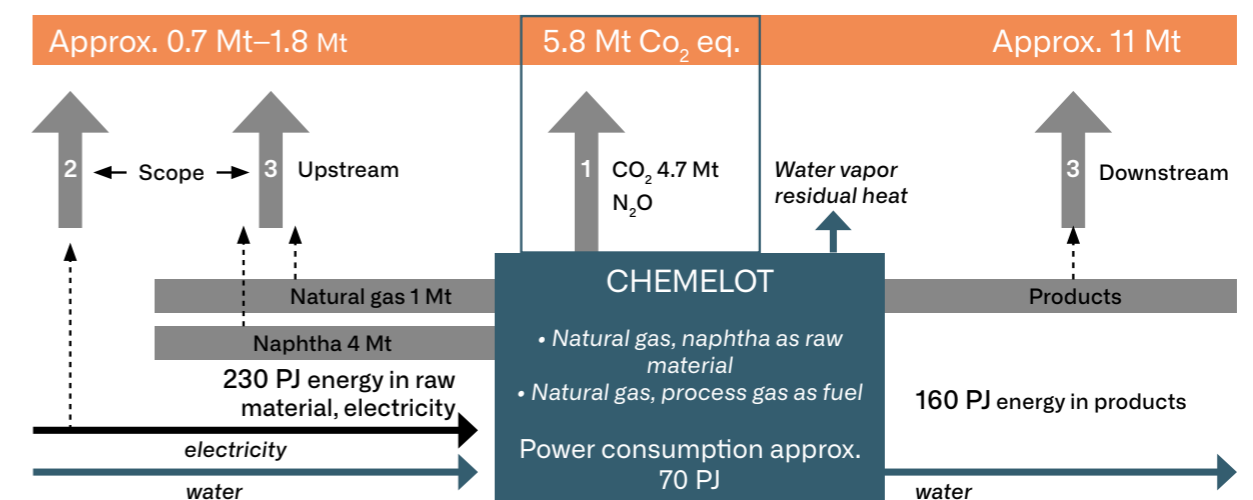 Approx. 0.7 Mt–1.8 Mt
5.8 Mt Co₂ eq.
Approx. 11 Mt
2
Scope
3
Upstream
1
CO₂ 4.7 Mt
N₂O
Water vapor
residual heat
3
Downstream
Natural gas 1 Mt
Naphtha 4 Mt
230 PJ energy in raw
material, electricity
electricity
water
CHEMELOT
• Natural gas, naphtha as raw
material
• Natural gas, process gas as fuel
Power consumption approx.
70 PJ
Products
160 PJ energy in products
water